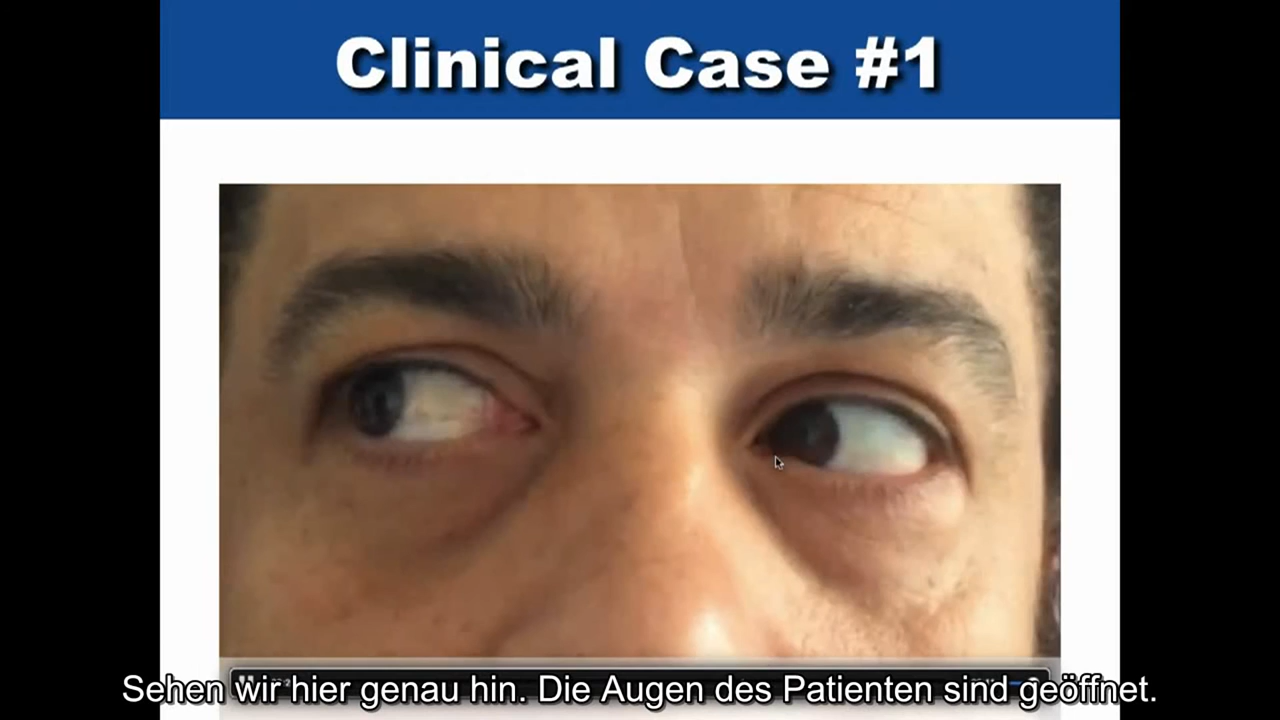 Clinical Case #1
Sehen wir hier genau hin. Die Augen des Patienten sind geöffnet.